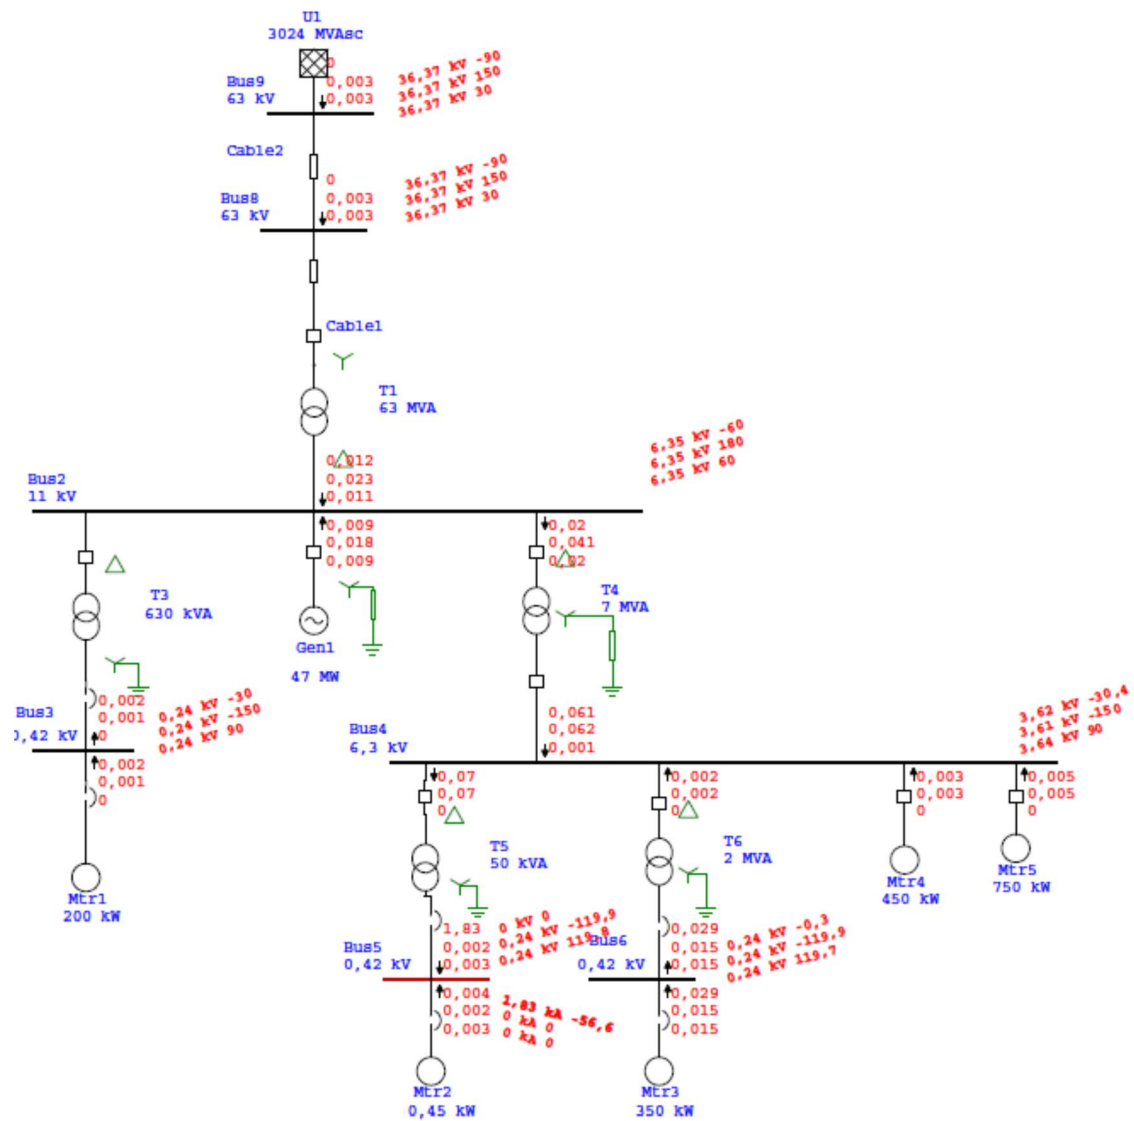 U1
3024 MVAsc
0
0,003
0,003
Bus9
63 kV
36,37 kV -90
36,37 kV 150
36,37 kV 30
Cable2
0
0,003
0,003
Bus8
63 kV
36,37 kV -90
36,37 kV 150
36,37 kV 30
Cable1
T1
63 MVA
0,012
0,023
0,011
6,35 kV -60
6,35 kV 180
6,35 kV 60
Bus2
11 kV
0,009
0,018
0,009
0,02
0,041
0,02
T3
630 kVA
T4
7 MVA
Gen1
47 MW
0,002
0,001
0
0,24 kV -30
0,24 kV -150
0,24 kV 90
Bus3
0,42 kV
0,002
0,001
0
Mtr1
200 kW
0,061
0,062
0,001
Bus4
6,3 kV
3,62 kV -30,4
3,61 kV -150
3,64 kV 90
0,07
0,07
0
0,002
0,002
0
0,003
0,003
0
0,005
0,005
0
T5
50 kVA
T6
2 MVA
Mtr4
450 kW
Mtr5
750 kW
1,83
0,002
0,003
0 kV 0
0,24 kV -119,9
0,24 kV 119,8
Bus5
0,42 kV
0,004
0,002
0,003
1,83 kA -56,6
0 kA 0
0 kA 0
Mtr2
0,45 kW
Bus6
0,42 kV
0,029
0,015
0,015
0,24 kV -0,3
0,24 kV -119,9
0,24 kV 119,7
0,029
0,015
0,015
Mtr3
350 kW